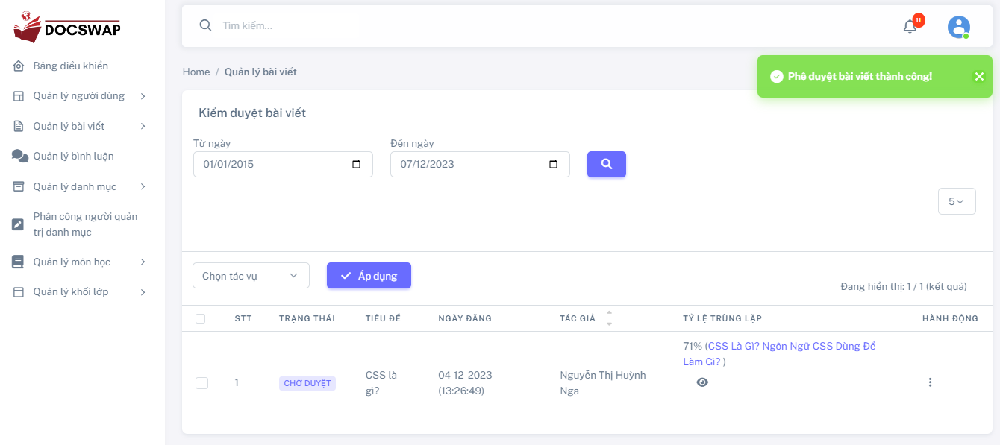 DOCSWAP
Tìm kiếm...
11
Bảng điều khiển
Quản lý người dùng
Quản lý bài viết
Quản lý bình luận
Quản lý danh mục
Phân công người quản
trị danh mục
Quản lý môn học
Quản lý khối lớp
Home / Quản lý bài viết
Phê duyệt bài viết thành công!
Kiểm duyệt bài viết
Từ ngày
Đến ngày
01/01/2015
07/12/2023
5
Chọn tác vụ
Áp dụng
Đang hiển thị: 1 / 1 (kết quả)
STT TRẠNG THÁI TIÊU ĐỀ NGÀY ĐĂNG TÁC GIẢ TỶ LỆ TRÙNG LẶP HÀNH ĐỘNG
1
CHỜ DUYỆT
CSS là
gì?
04-12-2023
(13:26:49)
Nguyễn Thị Huỳnh
Nga
71% (CSS Là Gì? Ngôn Ngữ CSS Dùng Để
Làm Gì? )